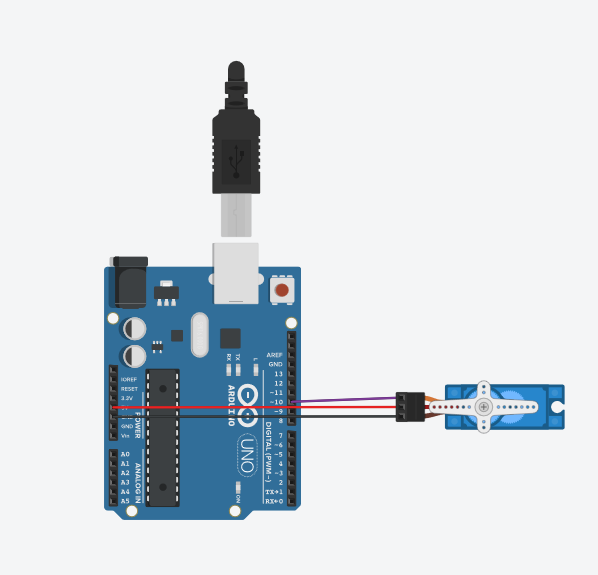 RX
TX
L
ARDUINO
UNO
ON
IOREF
RESET
3.3V
GND
Vin
POWER
A0
A1
A2
A3
A4
A5
ANALOG IN
AREF
GND
13
12
~11
~10
~9
8
7
~6
~5
4
~3
2
TX→1
RX←0
DIGITAL (PWM~)